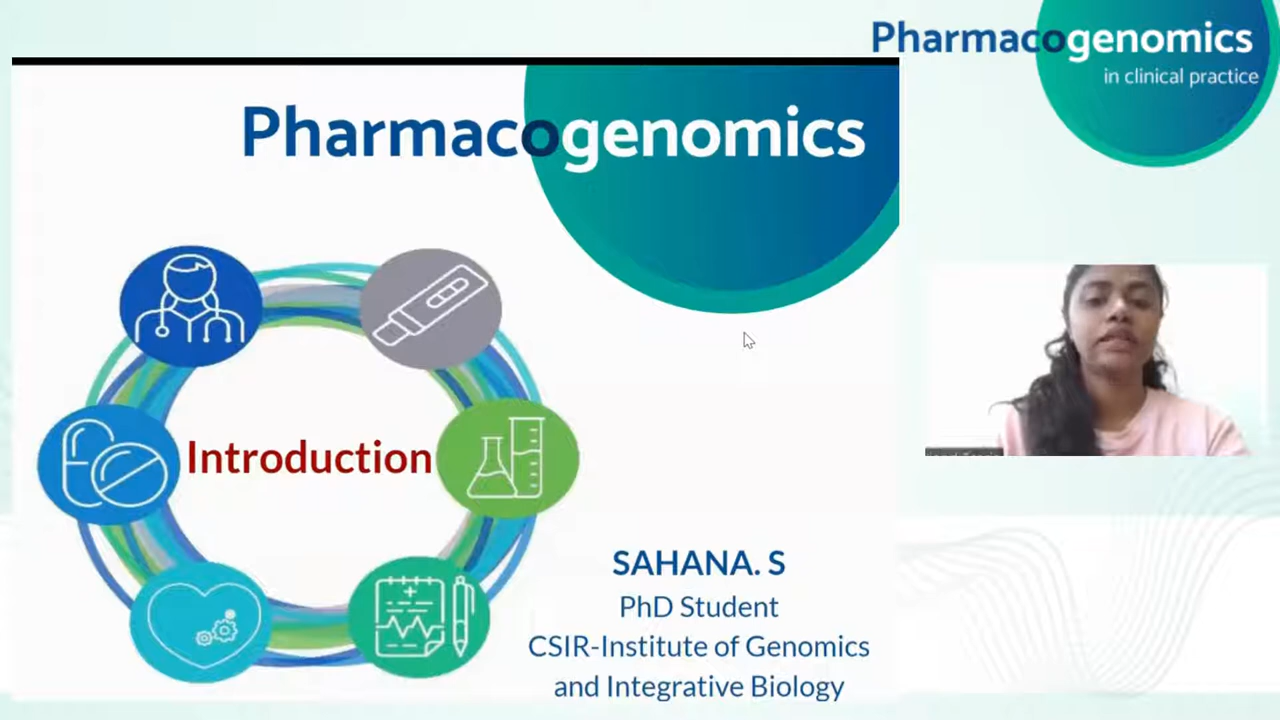 Pharmacogenomics
in clinical practice
Pharmacogenomics
Introduction
SAHANA. S
PhD Student
CSIR-Institute of Genomics
and Integrative Biology